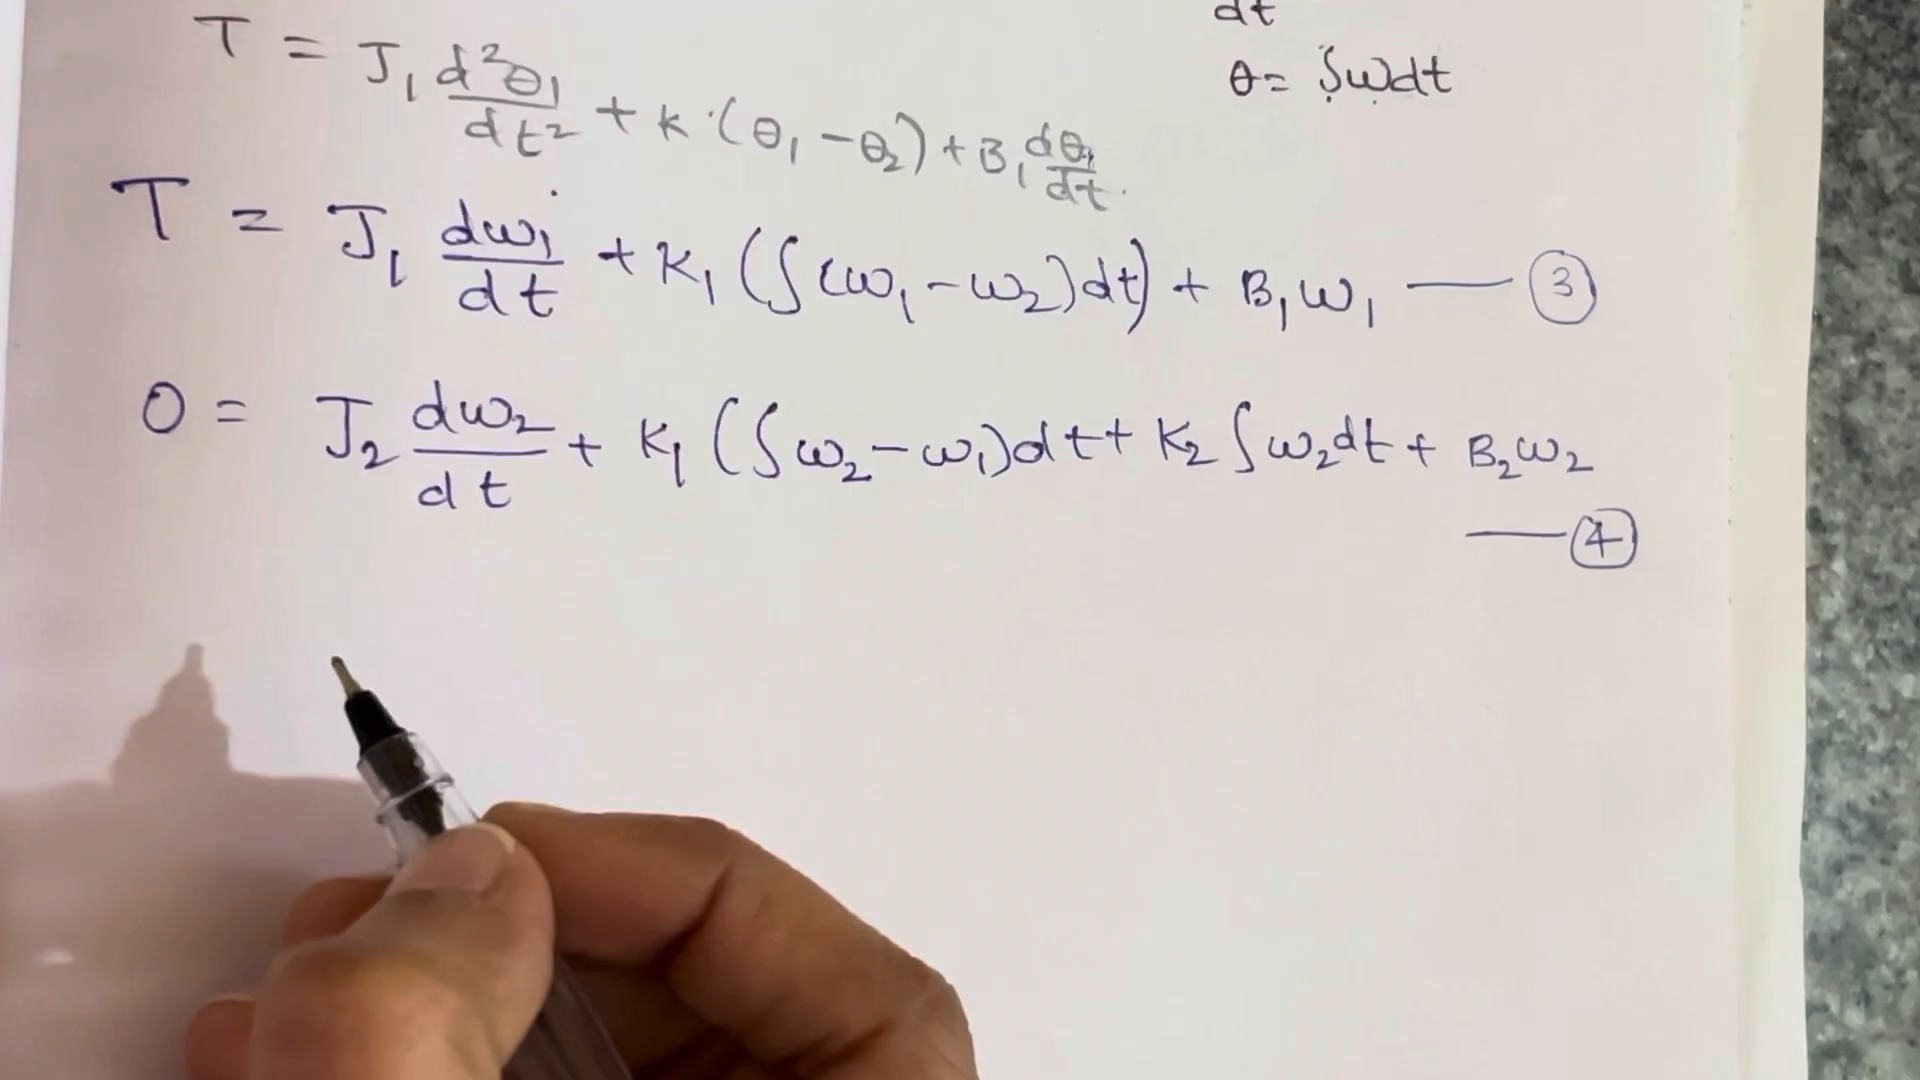 dt
T = J₁ d²θ₁/dt² + K·(θ₁ - θ₂) + B₁ dθ₁/dt.
θ = ∫ωdt
T = J₁ dω₁/dt + K₁ (∫(ω₁ - ω₂)dt) + B₁ω₁ — ③
0 = J₂ dω₂/dt + K₁ (∫ω₂ - ω₁)dt + K₂ ∫ω₂dt + B₂ω₂
— ④